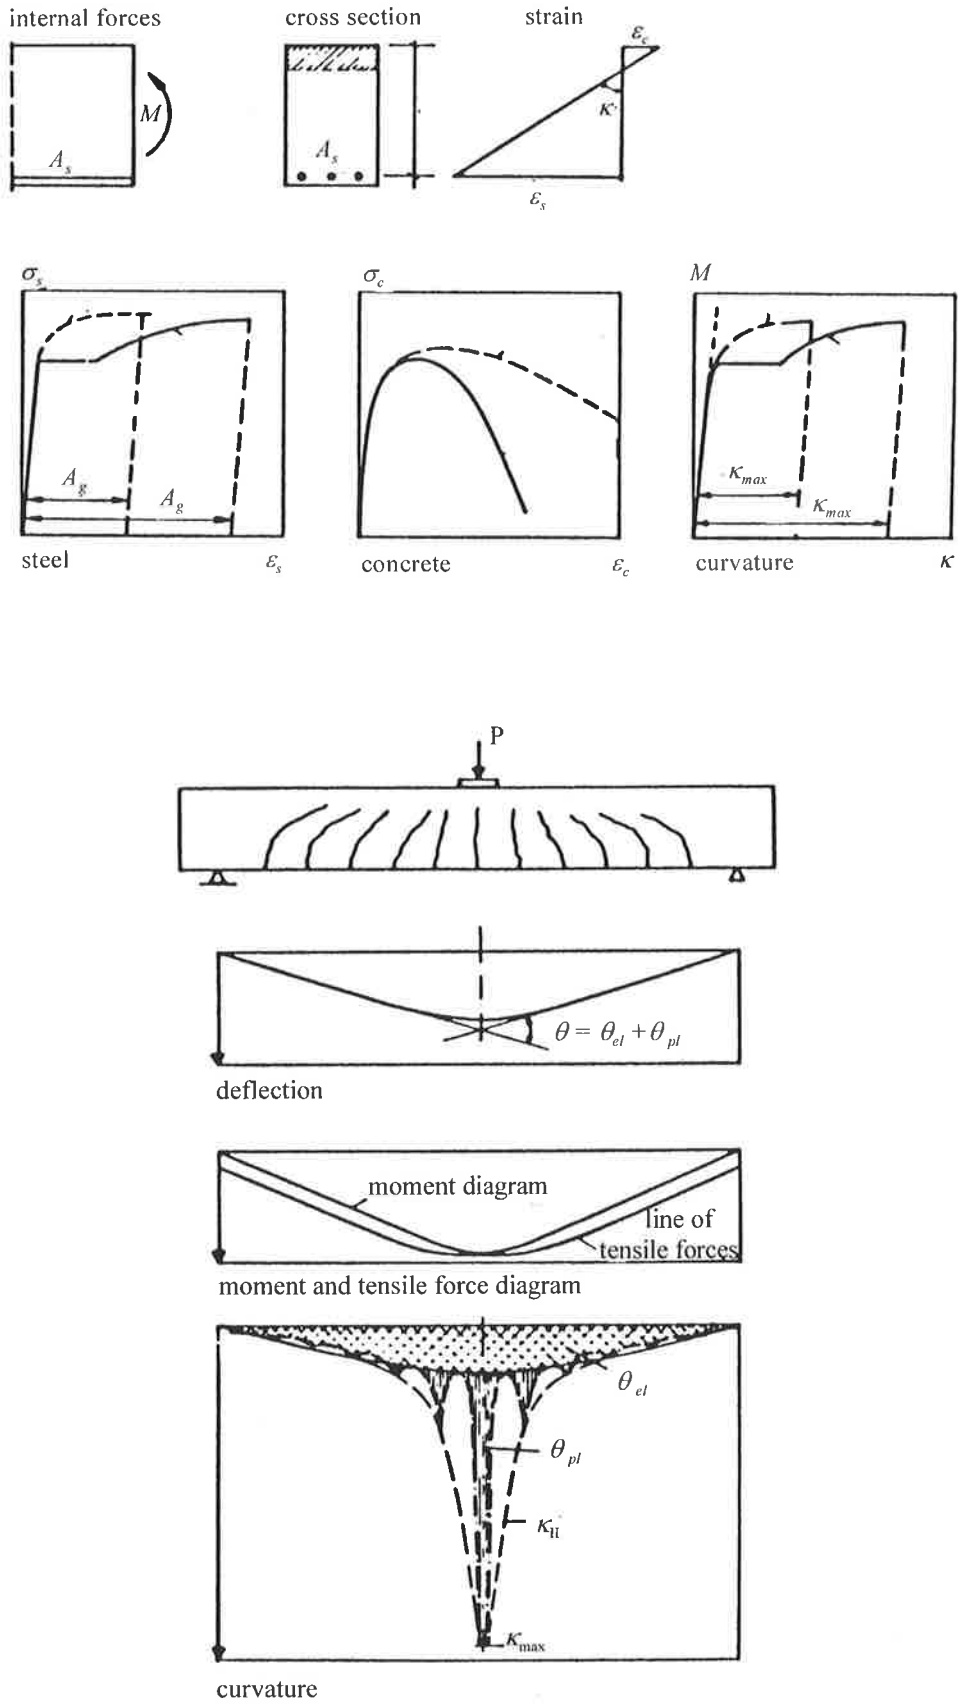 internal forces
cross section
strain
ε_c
M
κ
A_s
A_s
ε_s
σ_s
σ_c
M
A_g
A_g
κ_max
κ_max
steel
ε_s
concrete
ε_c
curvature
κ
P
θ = θ_el + θ_pl
deflection
moment diagram
line of
tensile forces
moment and tensile force diagram
θ_el
θ_pl
κ_II
κ_max
curvature